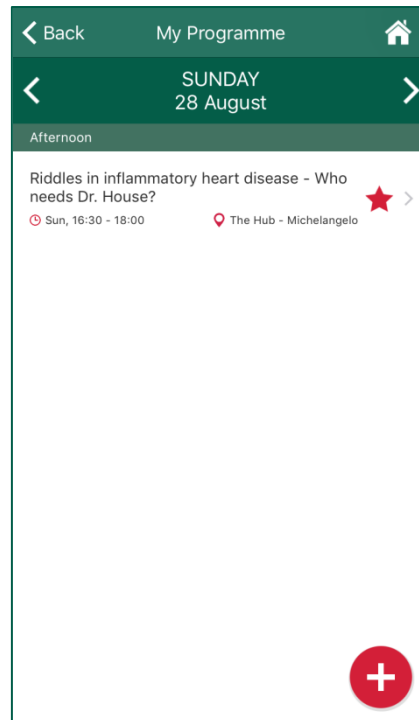 Back
My Programme
SUNDAY
28 August
Afternoon
Riddles in inflammatory heart disease - Who
needs Dr. House?
Sun, 16:30 - 18:00
The Hub - Michelangelo